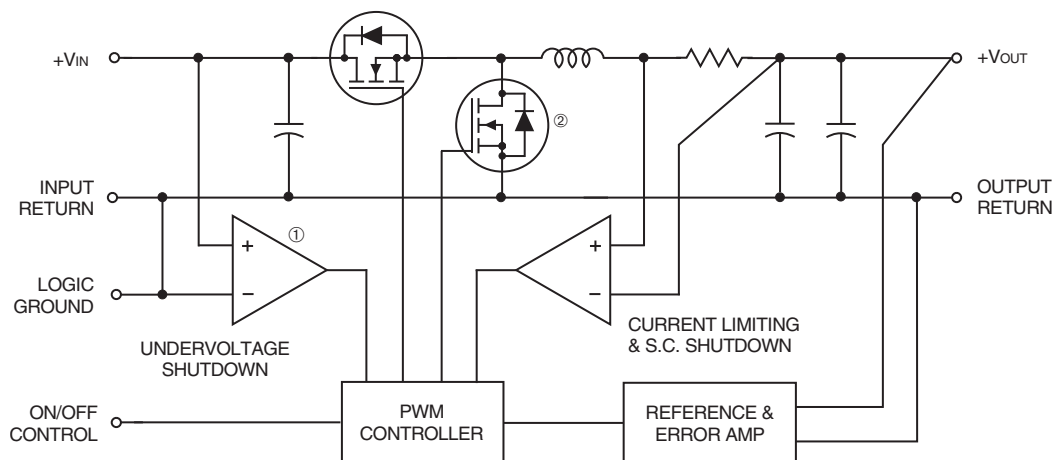 +VIN
+VOUT
②
INPUT
RETURN
OUTPUT
RETURN
①
+
−
+
−
LOGIC
GROUND
UNDERVOLTAGE
SHUTDOWN
CURRENT LIMITING
& S.C. SHUTDOWN
ON/OFF
CONTROL
PWM
CONTROLLER
REFERENCE &
ERROR AMP